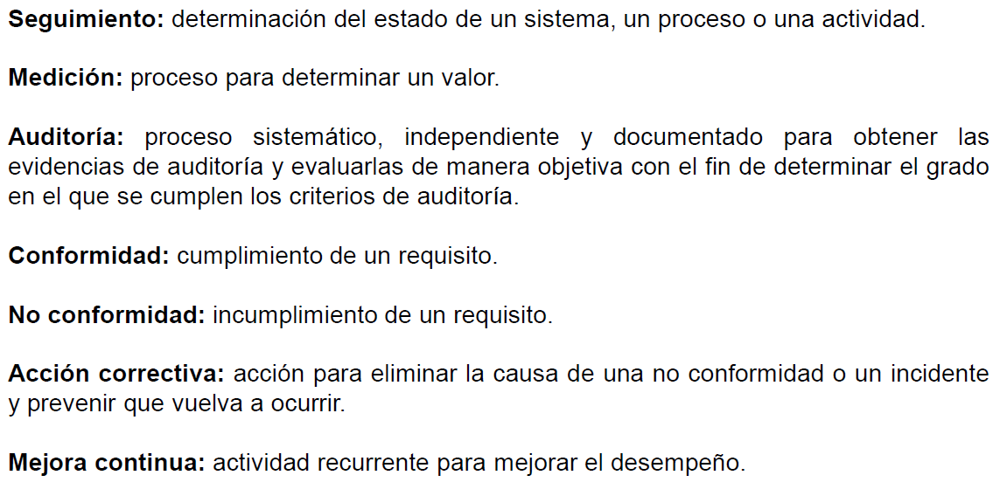 Seguimiento: determinación del estado de un sistema, un proceso o una actividad.
Medición: proceso para determinar un valor.
Auditoría: proceso sistemático, independiente y documentado para obtener las
evidencias de auditoría y evaluarlas de manera objetiva con el fin de determinar el grado
en el que se cumplen los criterios de auditoría.
Conformidad: cumplimiento de un requisito.
No conformidad: incumplimiento de un requisito.
Acción correctiva: acción para eliminar la causa de una no conformidad o un incidente
y prevenir que vuelva a ocurrir.
Mejora continua: actividad recurrente para mejorar el desempeño.